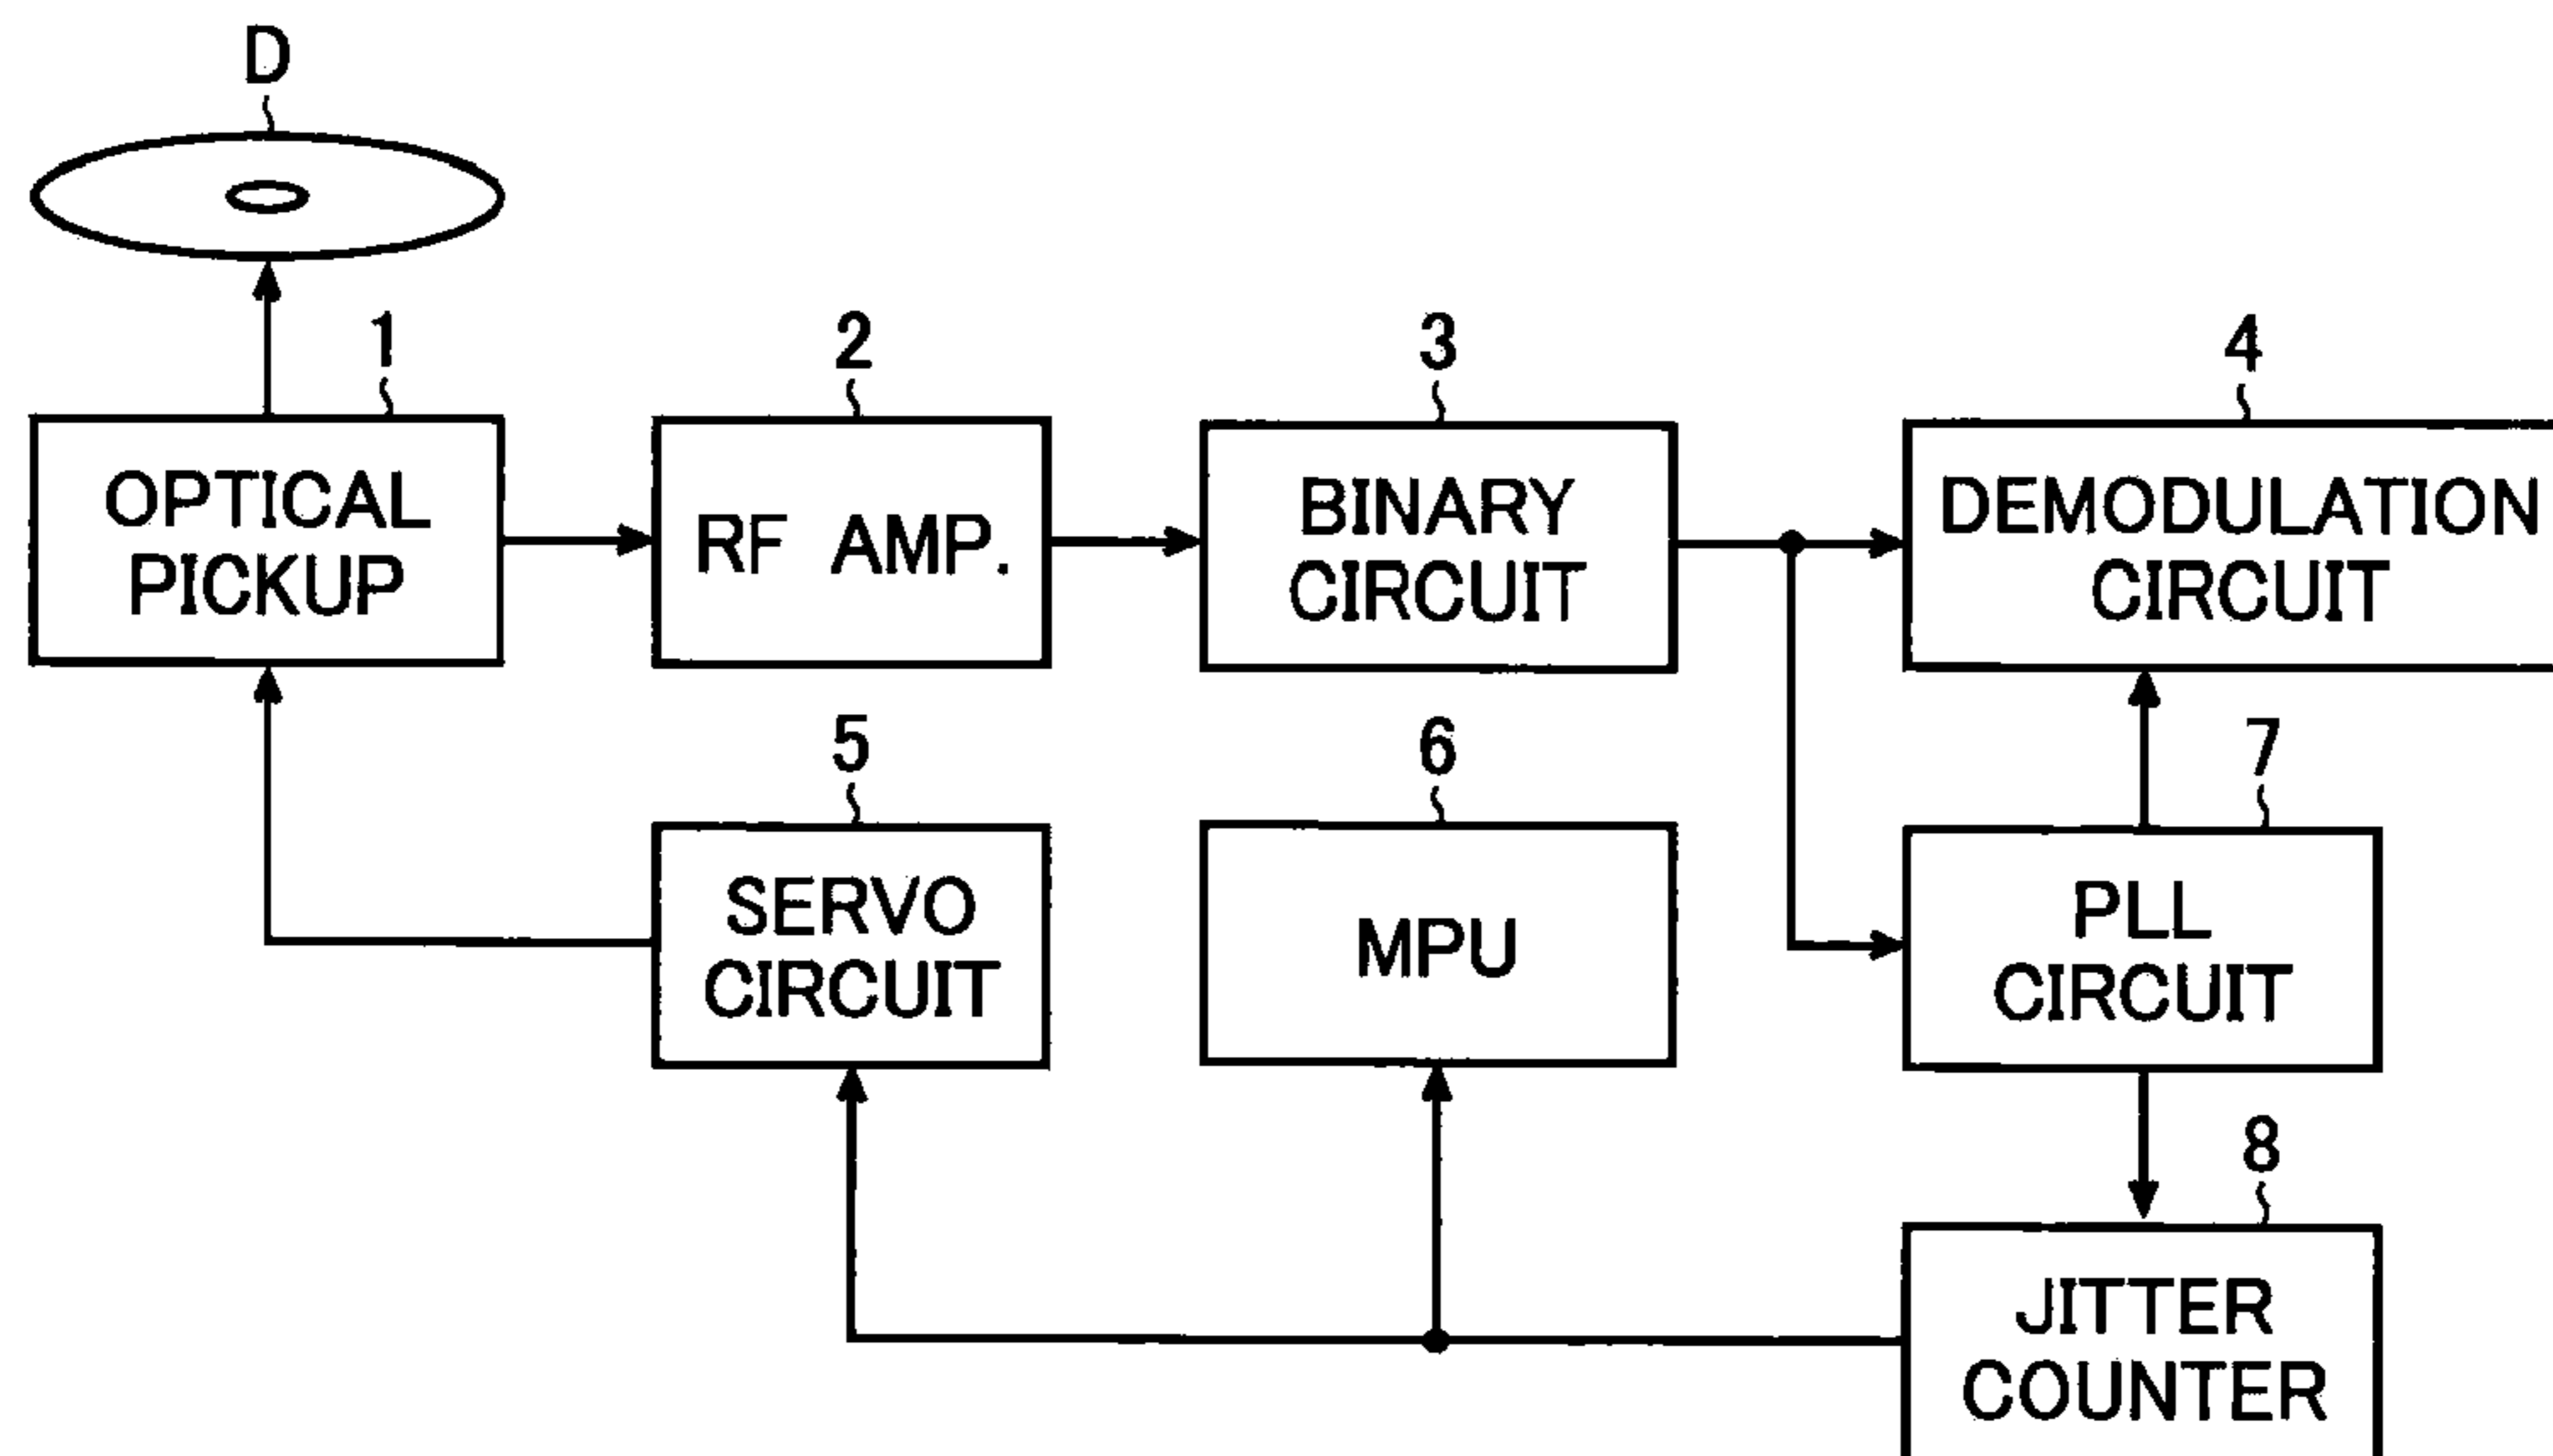 D
1
2
3
4
OPTICAL
PICKUP
RF AMP.
BINARY
CIRCUIT
DEMODULATION
CIRCUIT
5
6
7
SERVO
CIRCUIT
MPU
PLL
CIRCUIT
8
JITTER
COUNTER